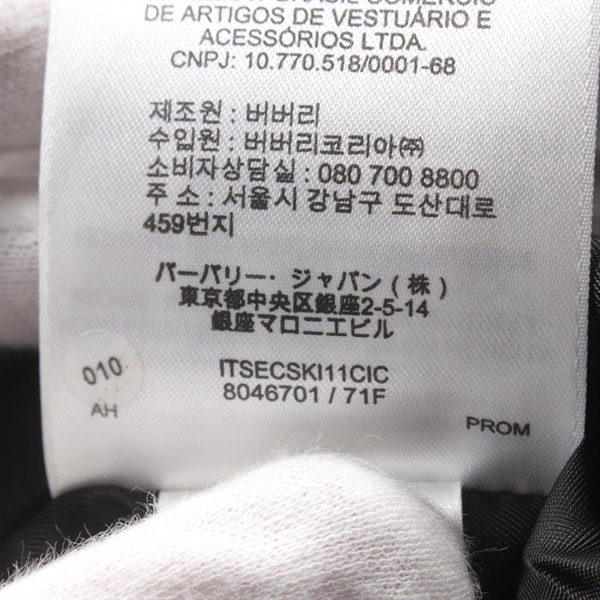 BRASIL COMÉRCIO
DE ARTIGOS DE VESTUÁRIO E
ACESSÓRIOS LTDA.
CNPJ: 10.770.518/0001-68
제조원 : 버버리
수입원 : 버버리코리아㈜
소비자상담실 : 080 700 8800
주 소 : 서울시 강남구 도산대로
459번지
バーバリー・ジャパン(株)
東京都中央区銀座2-5-14
銀座マロニエビル
010
ITSECSKI11CIC
8046701 / 71F
AH
PROM